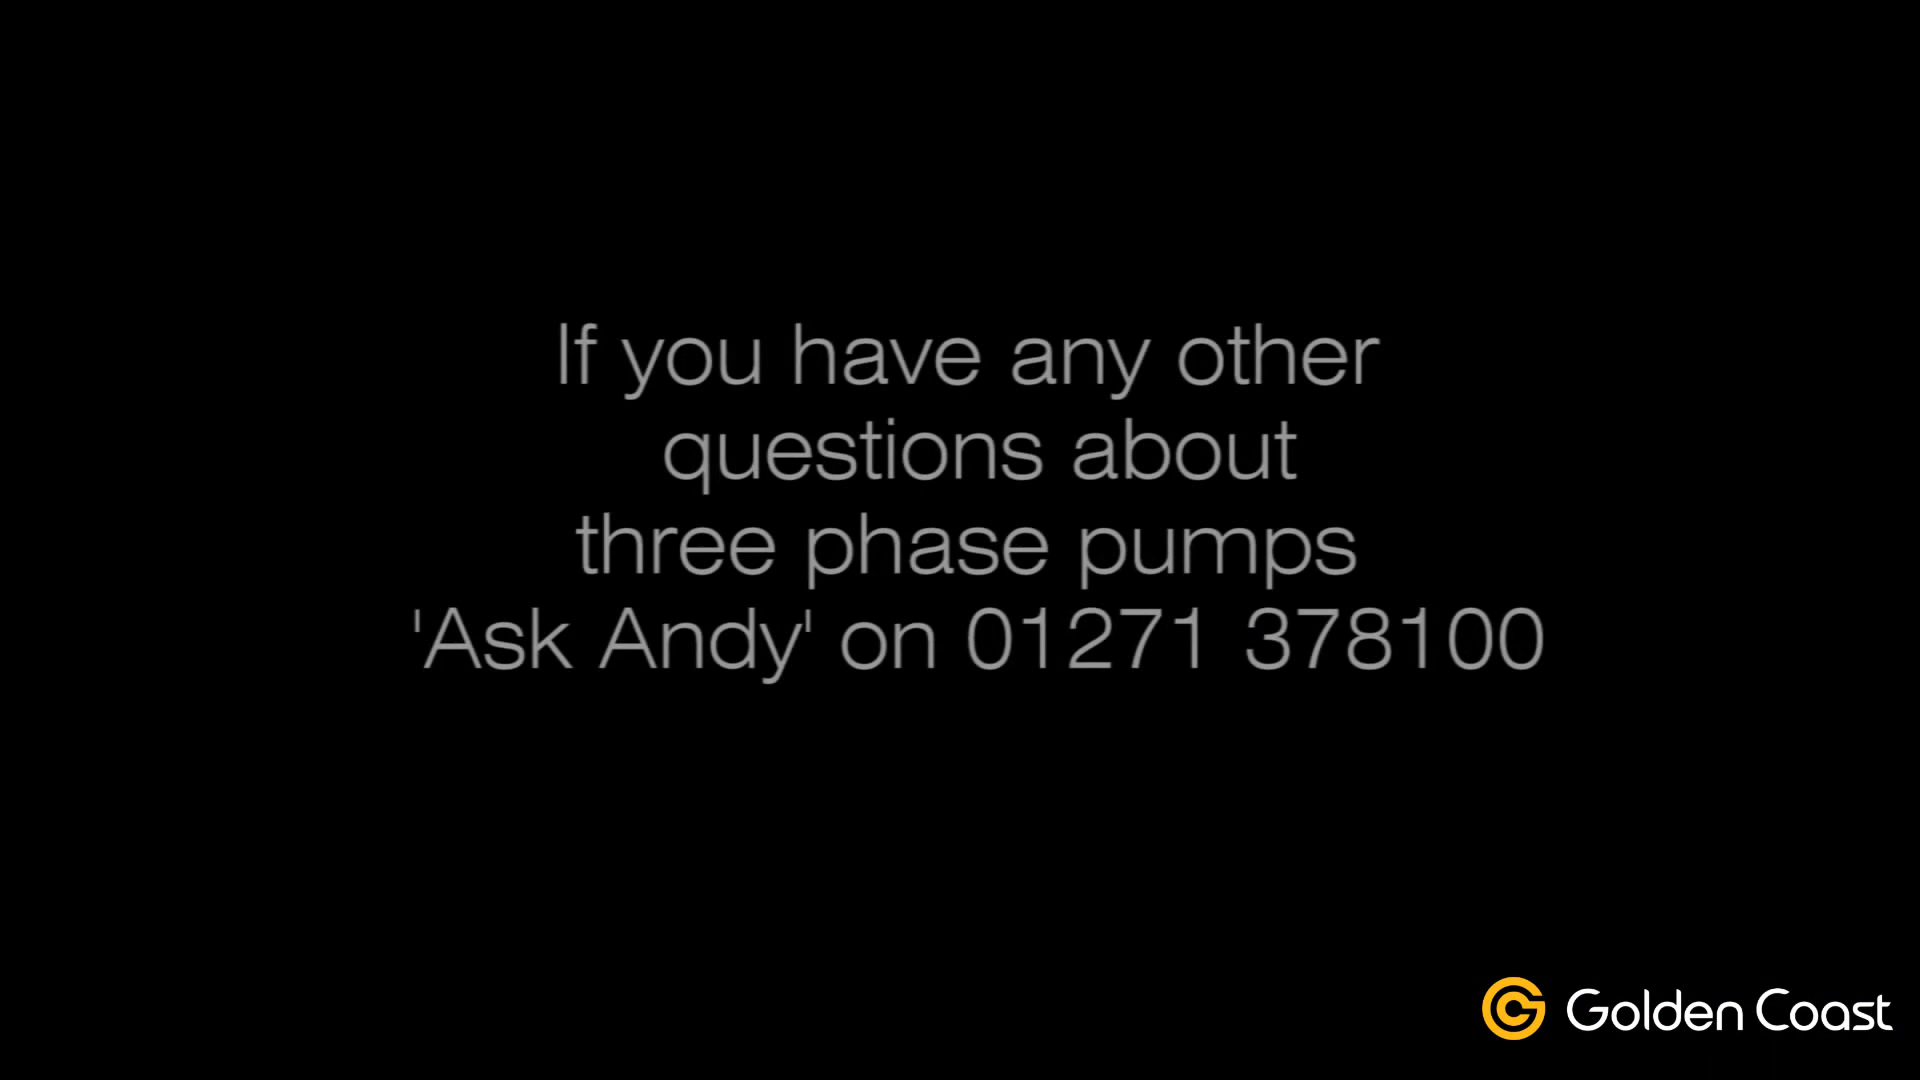 If you have any other
questions about
three phase pumps
'Ask Andy' on 01271 378100
Golden Coast